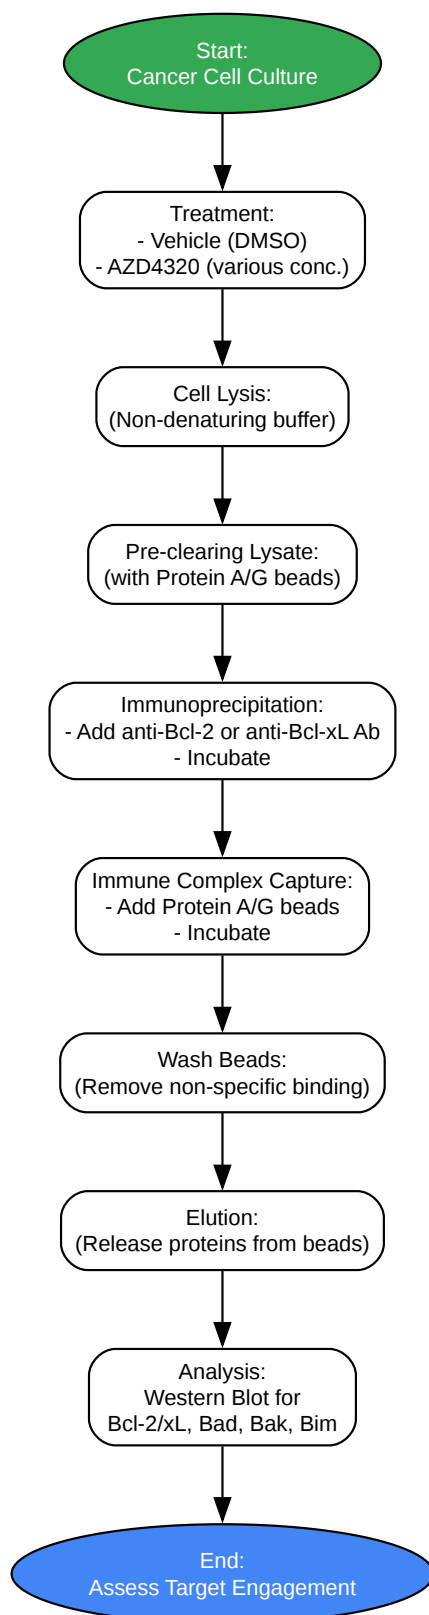 Start:
Cancer Cell Culture
Treatment:
- Vehicle (DMSO)
- AZD4320 (various conc.)
Cell Lysis:
(Non-denaturing buffer)
Pre-clearing Lysate:
(with Protein A/G beads)
Immunoprecipitation:
- Add anti-Bcl-2 or anti-Bcl-xL Ab
- Incubate
Immune Complex Capture:
- Add Protein A/G beads
- Incubate
Wash Beads:
(Remove non-specific binding)
Elution:
(Release proteins from beads)
Analysis:
Western Blot for
Bcl-2/xL, Bad, Bak, Bim
End:
Assess Target Engagement